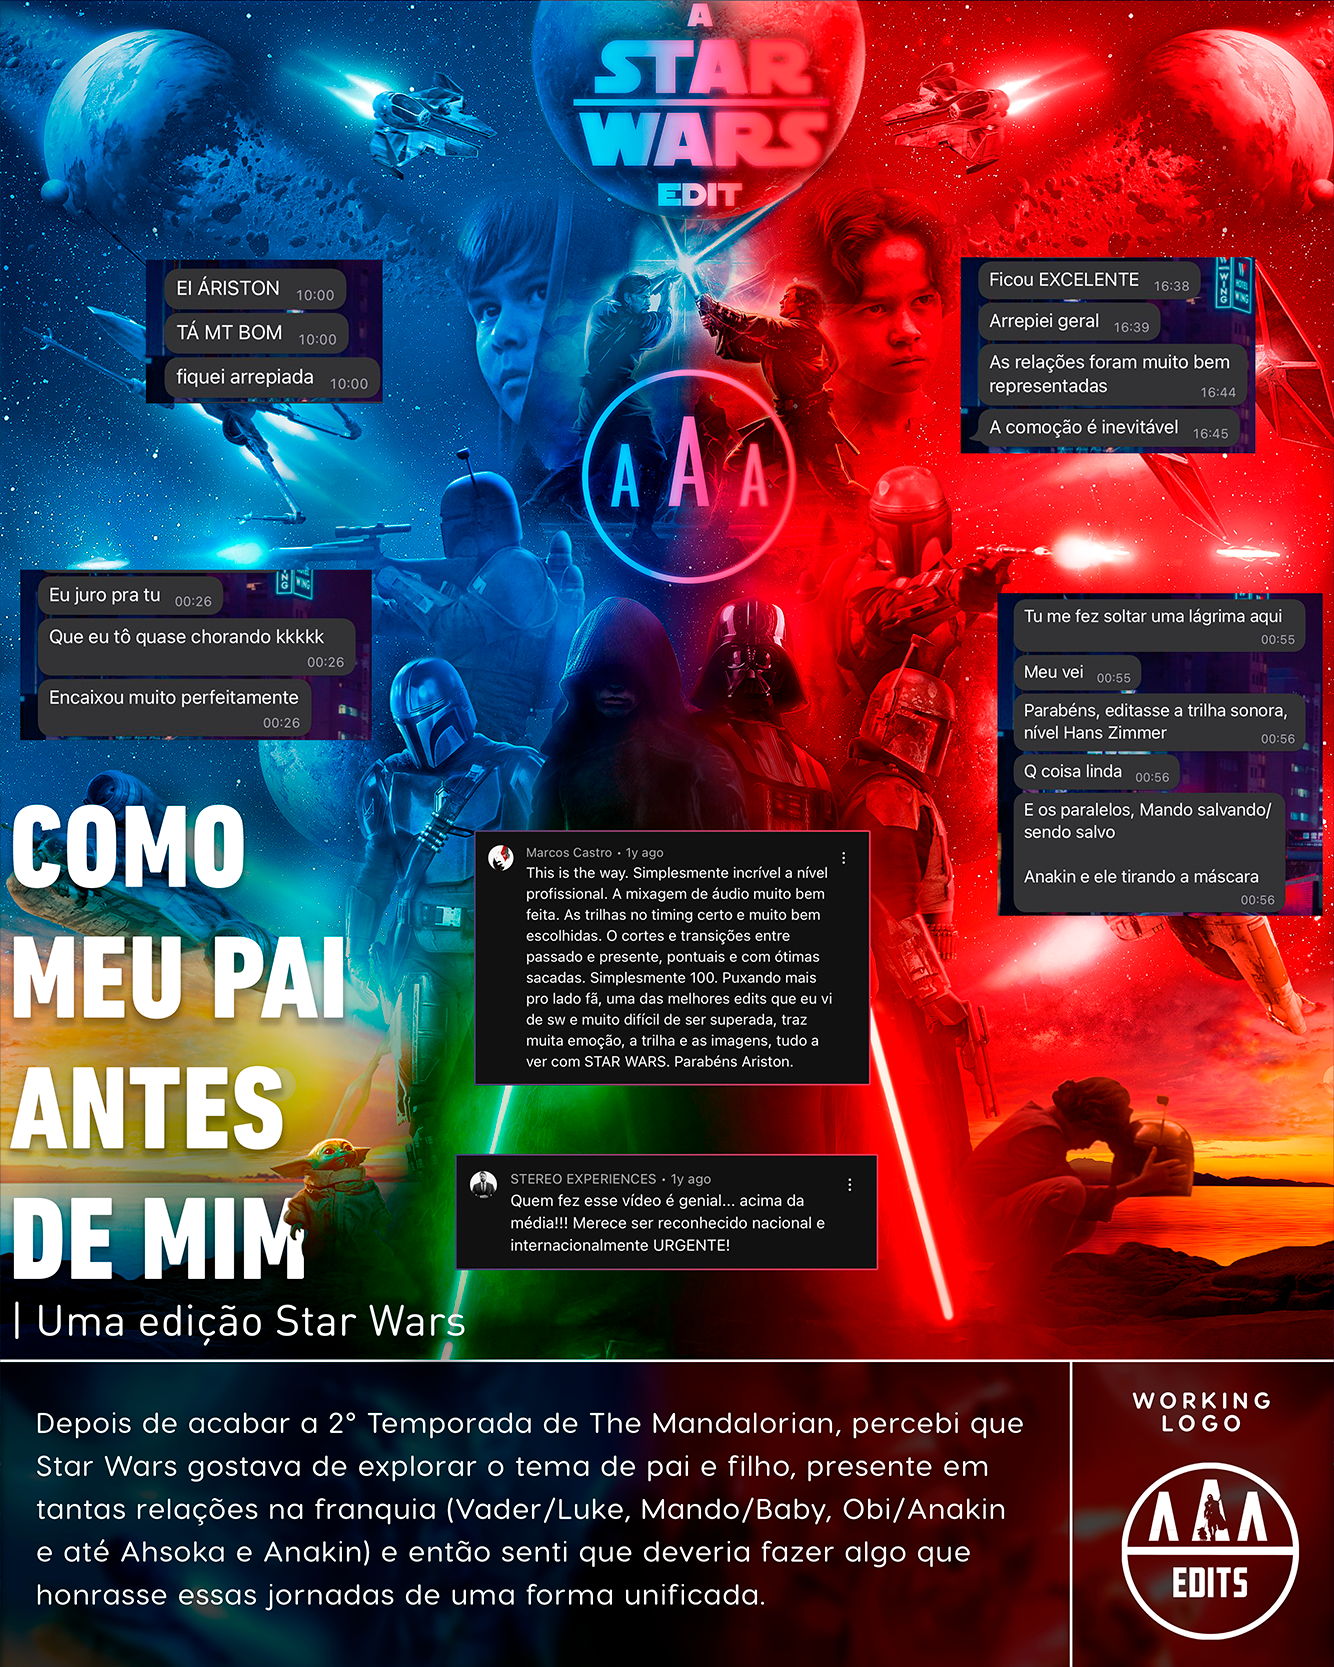 A
STAR
WARS
EDIT
EI ÁRISTON 10:00
TÁ MT BOM 10:00
fiquei arrepiada 10:00
Ficou EXCELENTE 16:38
Arrepiei geral 16:39
As relações foram muito bem
representadas 16:44
A comoção é inevitável 16:45
WING
HOTEL
WING
AAA
Eu juro pra tu 00:26
Que eu tô quase chorando kkkkk
00:26
Encaixou muito perfeitamente
00:26
Tu me fez soltar uma lágrima aqui
00:55
Meu vei 00:55
Parabéns, editasse a trilha sonora,
nível Hans Zimmer 00:56
Q coisa linda 00:56
E os paralelos, Mando salvando/
sendo salvo
Anakin e ele tirando a máscara
00:56
COMO
MEU PAI
ANTES
DE MIM
| Uma edição Star Wars
Marcos Castro • 1y ago
This is the way. Simplesmente incrível a nível
profissional. A mixagem de áudio muito bem
feita. As trilhas no timing certo e muito bem
escolhidas. O cortes e transições entre
passado e presente, pontuais e com ótimas
sacadas. Simplesmente 100. Puxando mais
pro lado fã, uma das melhores edits que eu vi
de sw e muito difícil de ser superada, traz
muita emoção, a trilha e as imagens, tudo a
ver com STAR WARS. Parabéns Ariston.
STEREO EXPERIENCES • 1y ago
Quem fez esse vídeo é genial... acima da
média!!! Merece ser reconhecido nacional e
internacionalmente URGENTE!
Depois de acabar a 2° Temporada de The Mandalorian, percebi que
Star Wars gostava de explorar o tema de pai e filho, presente em
tantas relações na franquia (Vader/Luke, Mando/Baby, Obi/Anakin
e até Ahsoka e Anakin) e então senti que deveria fazer algo que
honrasse essas jornadas de uma forma unificada.
WORKING
LOGO
AAA
EDITS